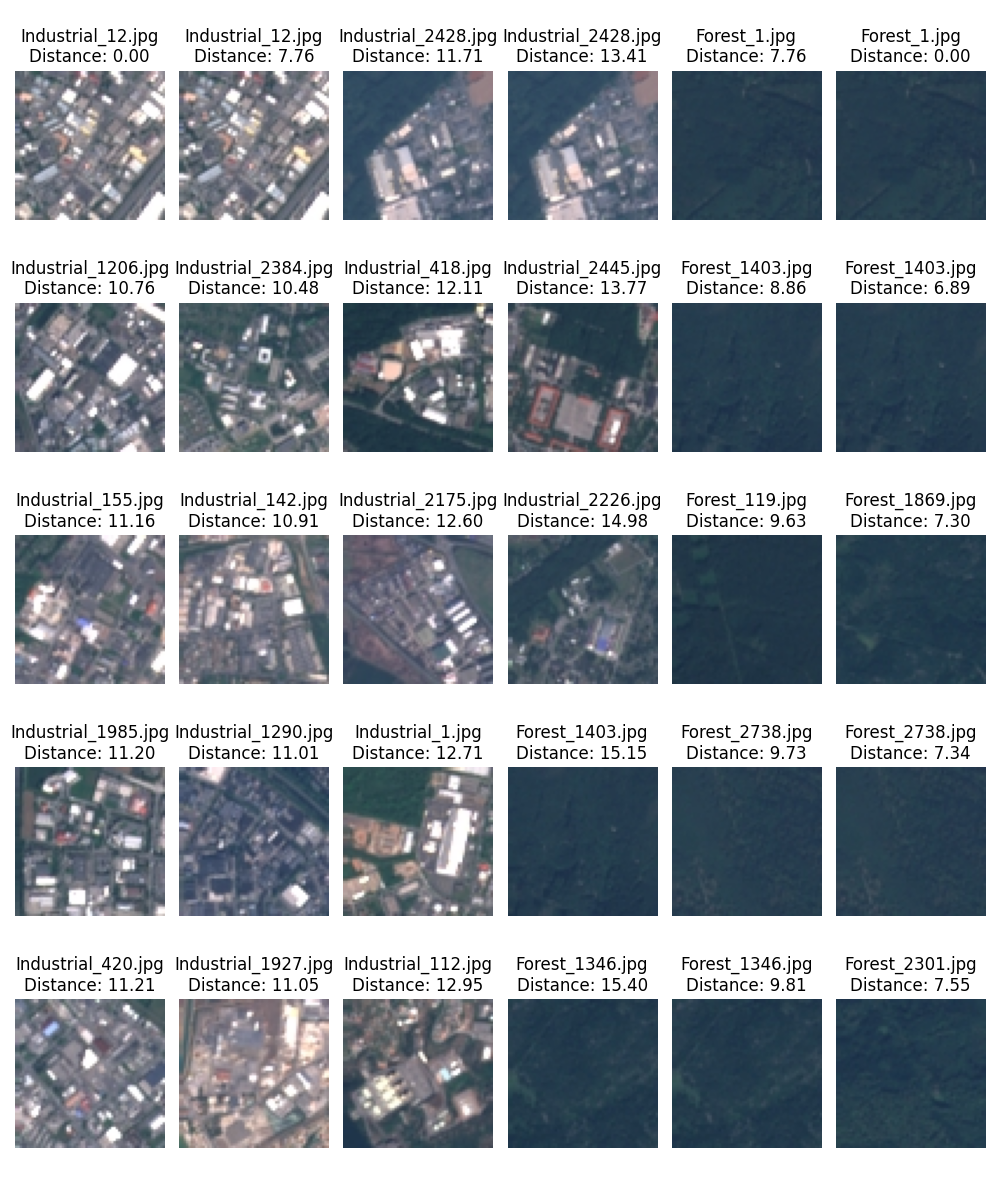 Industrial_12.jpg
Distance: 0.00
Industrial_12.jpg
Distance: 7.76
Industrial_2428.jpg
Distance: 11.71
Industrial_2428.jpg
Distance: 13.41
Forest_1.jpg
Distance: 7.76
Forest_1.jpg
Distance: 0.00
Industrial_1206.jpg
Distance: 10.76
Industrial_2384.jpg
Distance: 10.48
Industrial_418.jpg
Distance: 12.11
Industrial_2445.jpg
Distance: 13.77
Forest_1403.jpg
Distance: 8.86
Forest_1403.jpg
Distance: 6.89
Industrial_155.jpg
Distance: 11.16
Industrial_142.jpg
Distance: 10.91
Industrial_2175.jpg
Distance: 12.60
Industrial_2226.jpg
Distance: 14.98
Forest_119.jpg
Distance: 9.63
Forest_1869.jpg
Distance: 7.30
Industrial_1985.jpg
Distance: 11.20
Industrial_1290.jpg
Distance: 11.01
Industrial_1.jpg
Distance: 12.71
Forest_1403.jpg
Distance: 15.15
Forest_2738.jpg
Distance: 9.73
Forest_2738.jpg
Distance: 7.34
Industrial_420.jpg
Distance: 11.21
Industrial_1927.jpg
Distance: 11.05
Industrial_112.jpg
Distance: 12.95
Forest_1346.jpg
Distance: 15.40
Forest_1346.jpg
Distance: 9.81
Forest_2301.jpg
Distance: 7.55